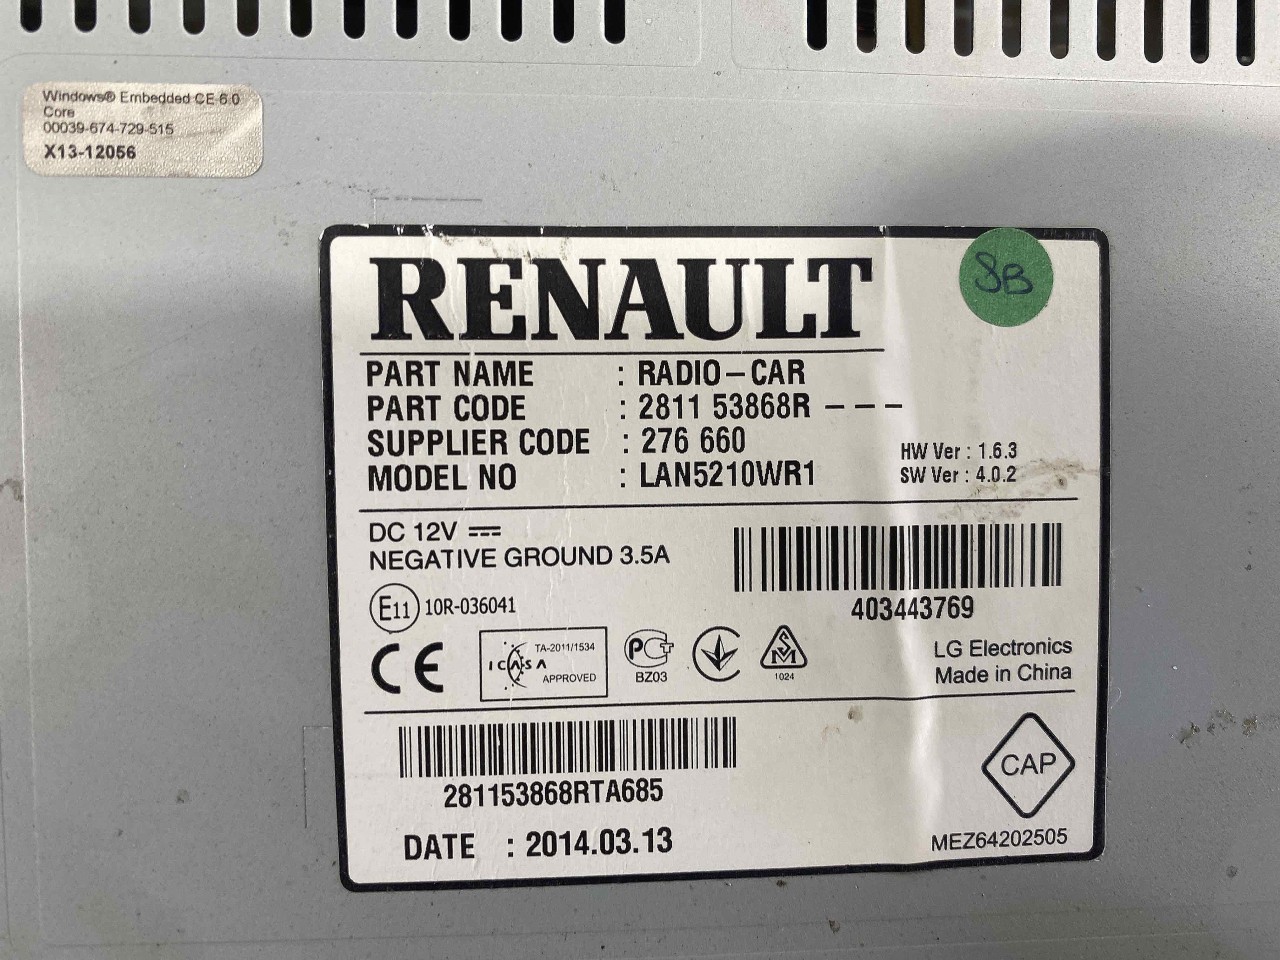 Windows® Embedded CE 6.0
Core
00039-674-729-515
X13-12056
RENAULT
8B
PART NAME : RADIO-CAR
PART CODE : 2811 53868R - - -
SUPPLIER CODE : 276 660
MODEL NO : LAN5210WR1
HW Ver : 1.6.3
SW Ver : 4.0.2
DC 12V
NEGATIVE GROUND 3.5A
E11 10R-036041
403443769
CE
TA-2011/1534
ICASA
APPROVED
PCT
BZ03
SM
1024
LG Electronics
Made in China
281153868RTA685
CAP
DATE : 2014.03.13
MEZ64202505